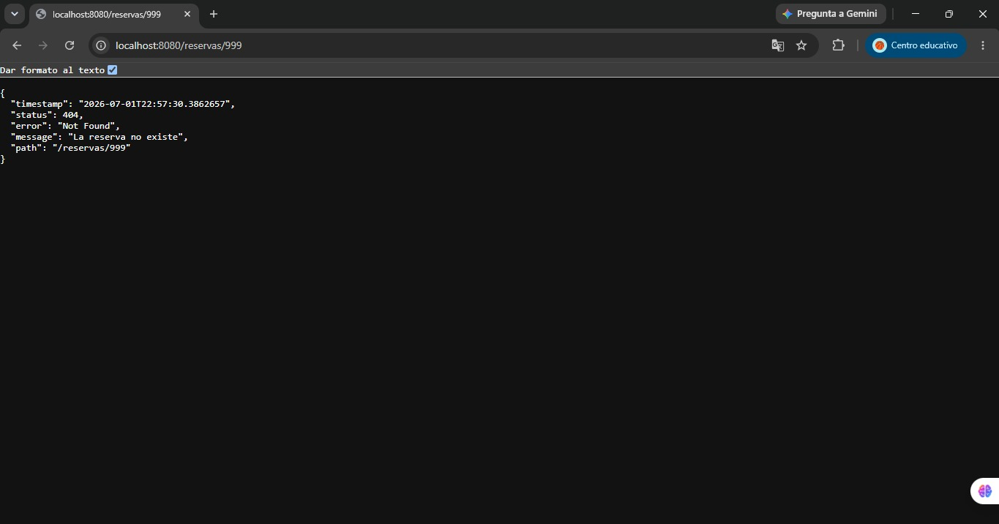 localhost:8080/reservas/999
Pregunta a Gemini
localhost:8080/reservas/999
Centro educativo
Dar formato al texto
{
"timestamp": "2026-07-01T22:57:30.3862657",
"status": 404,
"error": "Not Found",
"message": "La reserva no existe",
"path": "/reservas/999"
}